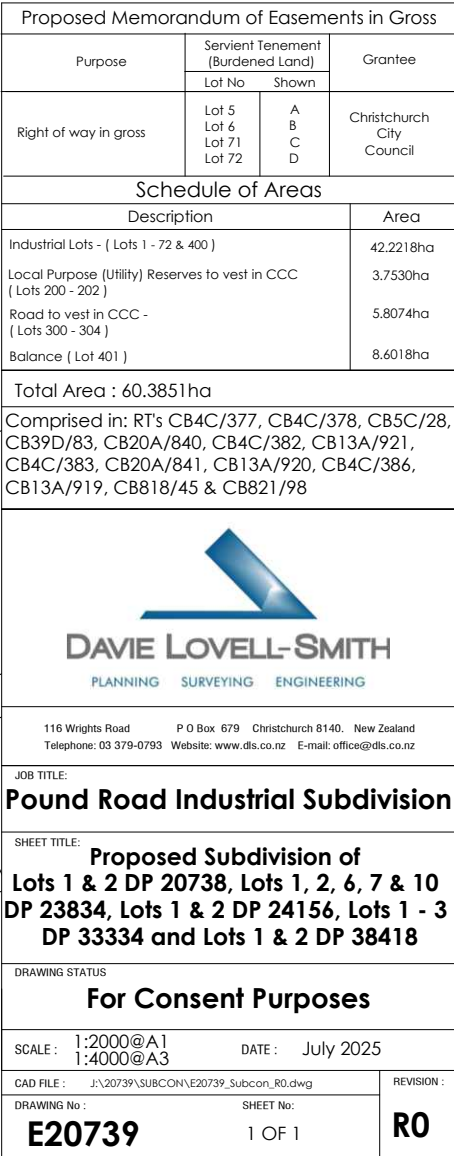 Proposed Memorandum of Easements in Gross
Purpose
Servient Tenement
(Burdened Land)
Grantee
Lot No Shown
Right of way in gross
Lot 5 A
Lot 6 B
Lot 71 C
Lot 72 D
Christchurch
City
Council
Schedule of Areas
Description Area
Industrial Lots - ( Lots 1 - 72 & 400 ) 42.2218ha
Local Purpose (Utility) Reserves to vest in CCC 3.7530ha
( Lots 200 - 202 )
Road to vest in CCC - 5.8074ha
( Lots 300 - 304 )
Balance ( Lot 401 ) 8.6018ha
Total Area : 60.3851ha
Comprised in: RT's CB4C/377, CB4C/378, CB5C/28,
CB39D/83, CB20A/840, CB4C/382, CB13A/921,
CB4C/383, CB20A/841, CB13A/920, CB4C/386,
CB13A/919, CB818/45 & CB821/98
DAVIE LOVELL-SMITH
PLANNING SURVEYING ENGINEERING
116 Wrights Road P O Box 679 Christchurch 8140. New Zealand
Telephone: 03 379-0793 Website: www.dls.co.nz E-mail: office@dls.co.nz
JOB TITLE:
Pound Road Industrial Subdivision
SHEET TITLE:
Proposed Subdivision of
Lots 1 & 2 DP 20738, Lots 1, 2, 6, 7 & 10
DP 23834, Lots 1 & 2 DP 24156, Lots 1 - 3
DP 33334 and Lots 1 & 2 DP 38418
DRAWING STATUS
For Consent Purposes
SCALE : 1:2000@A1
1:4000@A3
DATE : July 2025
CAD FILE : J:\20739\SUBCON\E20739_Subcon_R0.dwg
REVISION :
R0
DRAWING No :
E20739
SHEET No:
1 OF 1